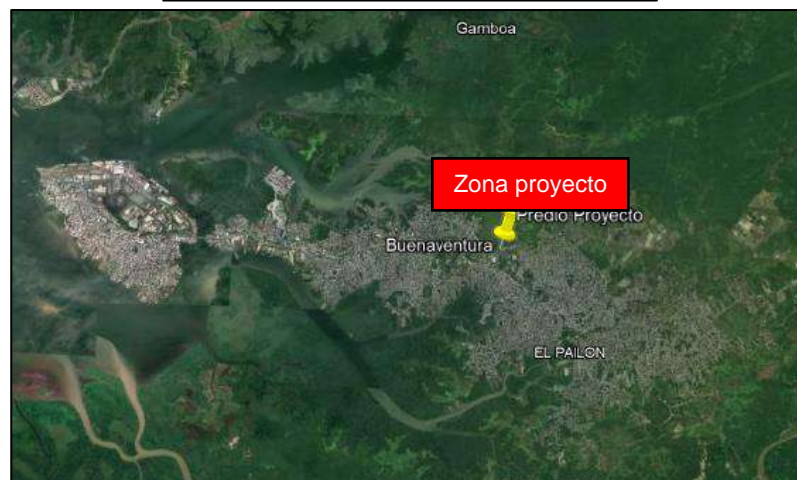 Gamboa
Zona proyecto
Predio Proyecto
Buenaventura
EL PAILON